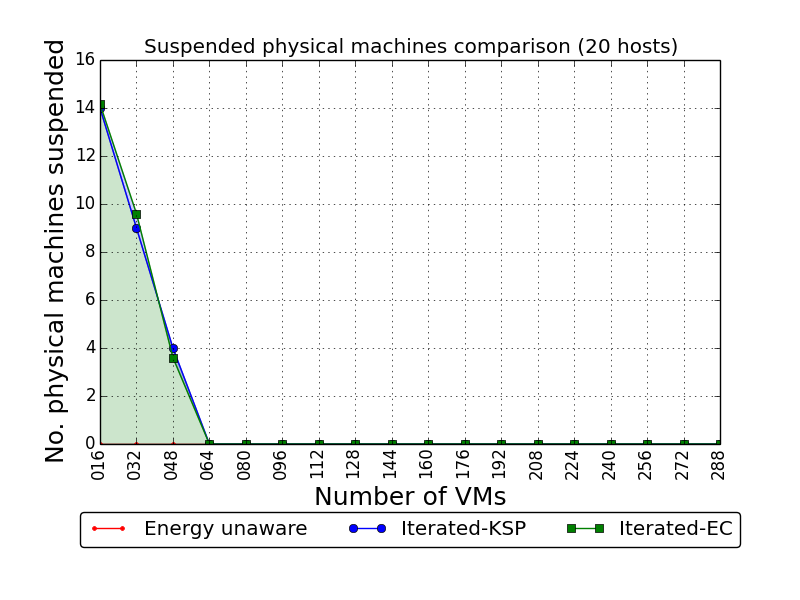 Suspended physical machines comparison (20 hosts)
No. physical machines suspended
16
14
12
10
8
6
4
2
0
016 032 048 064 080 096 112 128 144 160 176 192 208 224 240 256 272 288
Number of VMs
Energy unaware Iterated-KSP Iterated-EC